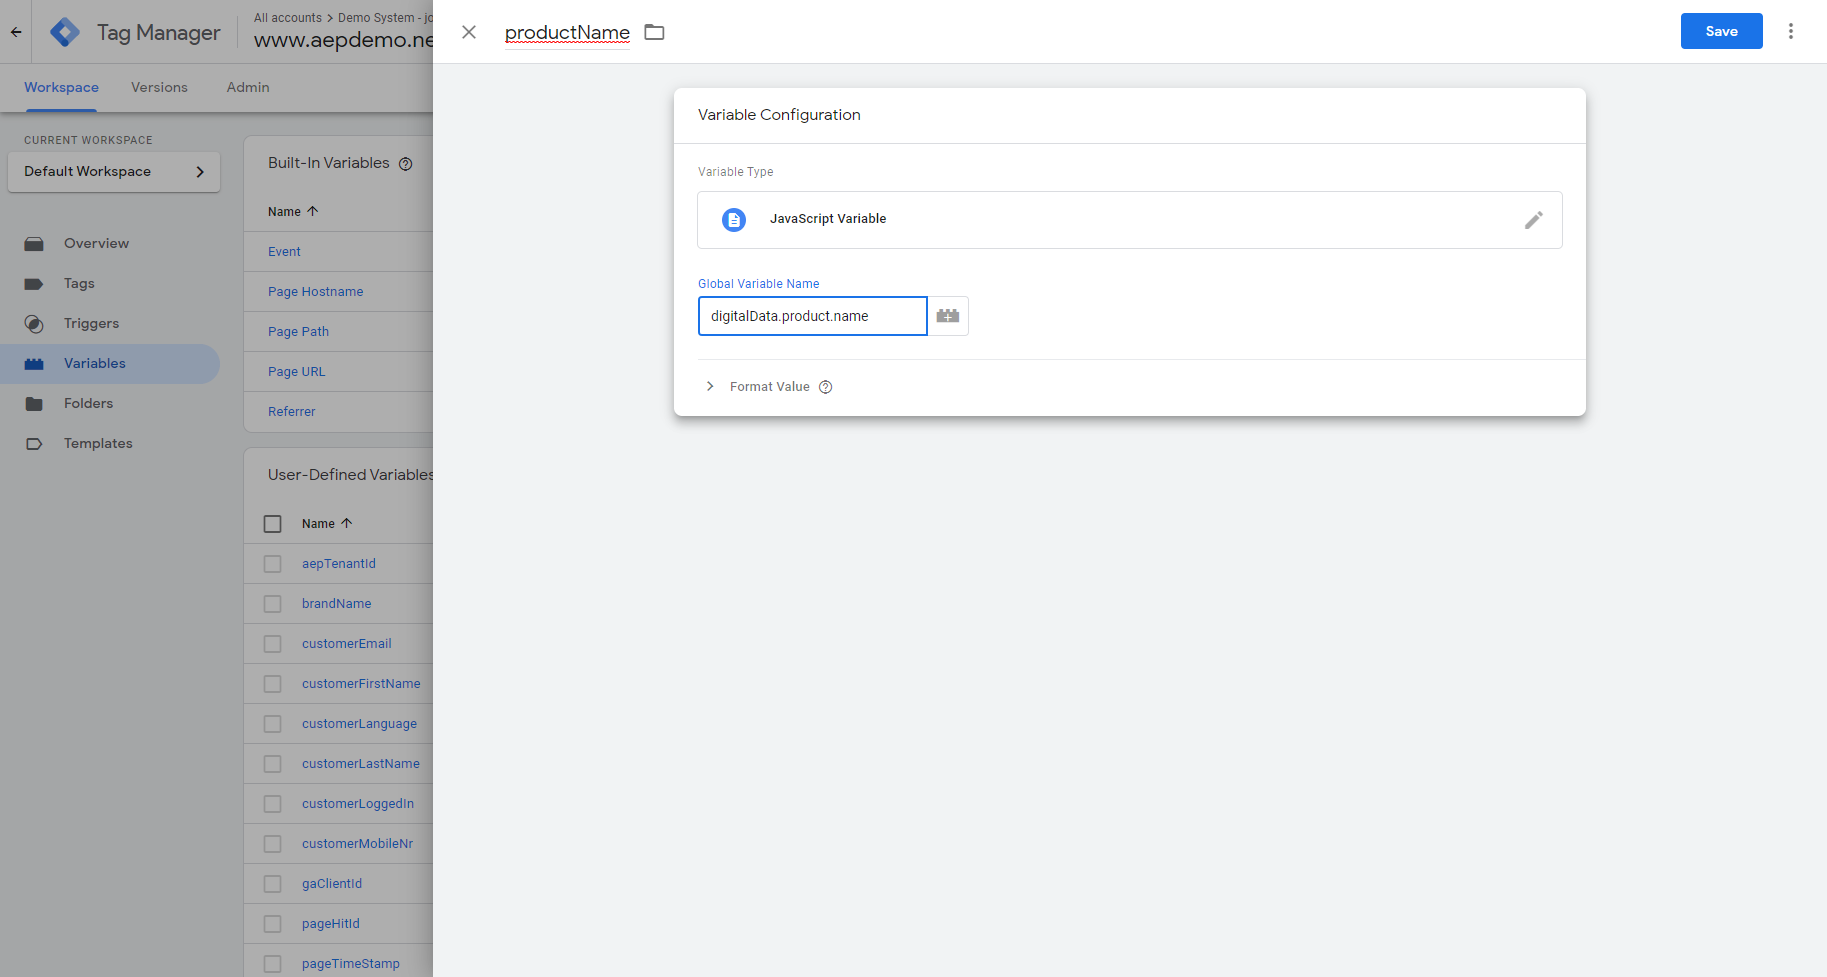 Tag Manager
All accounts > Demo System - jo
www.aepdemo.ne
productName
Save
Workspace
Versions
Admin
CURRENT WORKSPACE
Default Workspace
Overview
Tags
Triggers
Variables
Folders
Templates
Built-In Variables
Name
Event
Page Hostname
Page Path
Page URL
Referrer
User-Defined Variables
Name
aepTenantId
brandName
customerEmail
customerFirstName
customerLanguage
customerLastName
customerLoggedIn
customerMobileNr
gaClientId
pageHitId
pageTimeStamp
Variable Configuration
Variable Type
JavaScript Variable
Global Variable Name
digitalData.product.name
Format Value